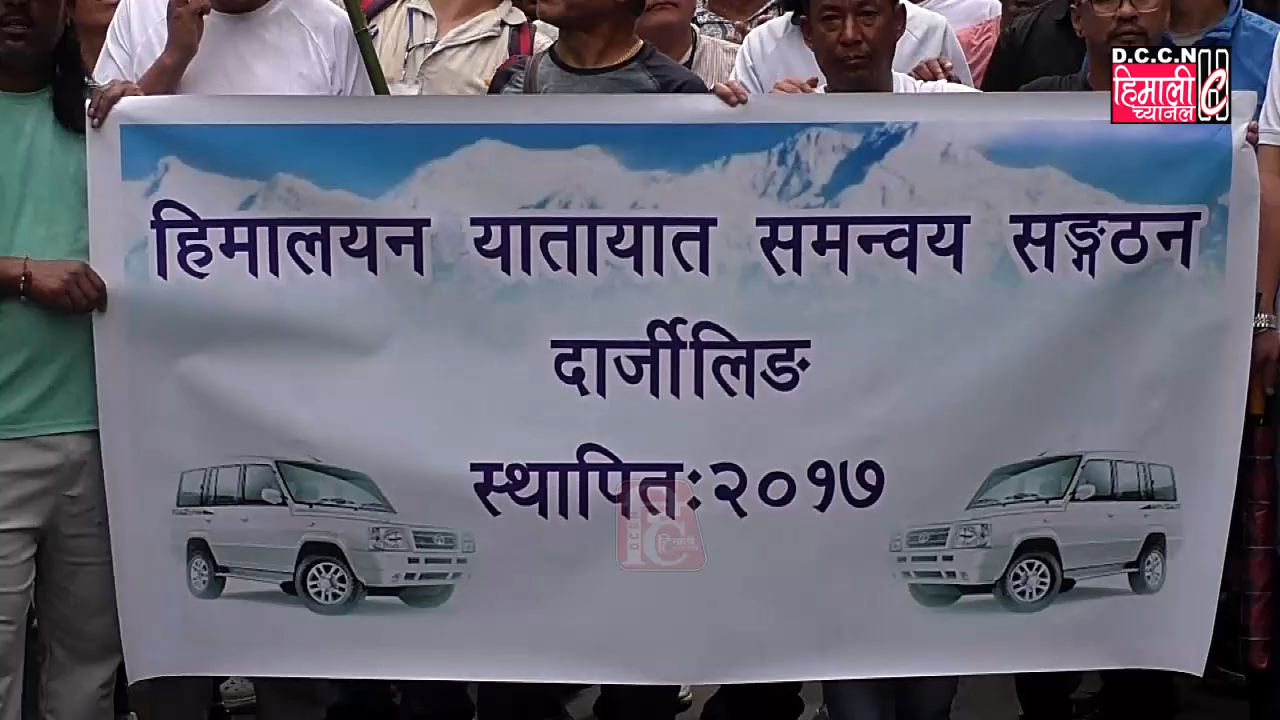 D.C.C.N
हिमाली
च्यानल
हिमालयन यातायात समन्वय सङ्गठन
दार्जीलिङ
स्थापितः२०१७